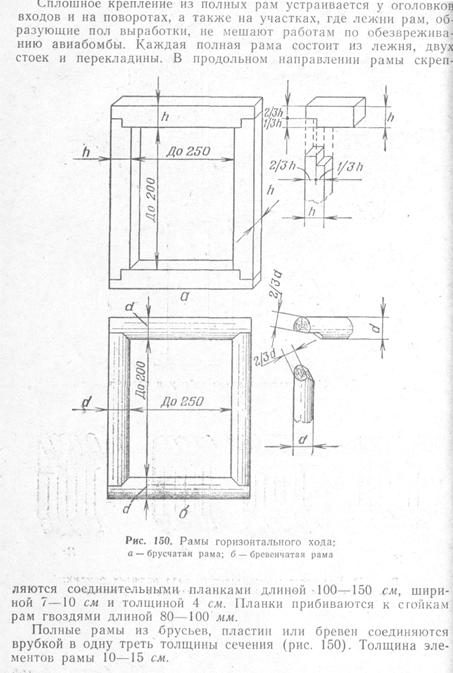 Сплошное крепление из полных рам устраивается у оголовков
входов и на поворотах, а также на участках, где лежни рам, об-
разующие пол выработки, не мешают работам по обезврежива-
нию авиабомбы. Каждая полная рама состоит из лежня, двух
стоек и перекладины. В продольном направлении рамы скреп-
h
2/3h
1/3h
h
h
До 250
До 200
h
2/3h
1/3h
h
а
d
2/3d
d
До 200
2/3d
d
До 250
d
d
б
Рис. 150. Рамы горизонтального хода:
а — брусчатая рама; б — бревенчатая рама
ляются соединительными планками длиной 100—150 см, шири-
ной 7—10 см и толщиной 4 см. Планки прибиваются к стойкам
рам гвоздями длиной 80—100 мм.
Полные рамы из брусьев, пластин или бревен соединяются
врубкой в одну треть толщины сечения (рис. 150). Толщина эле-
ментов рамы 10—15 см.